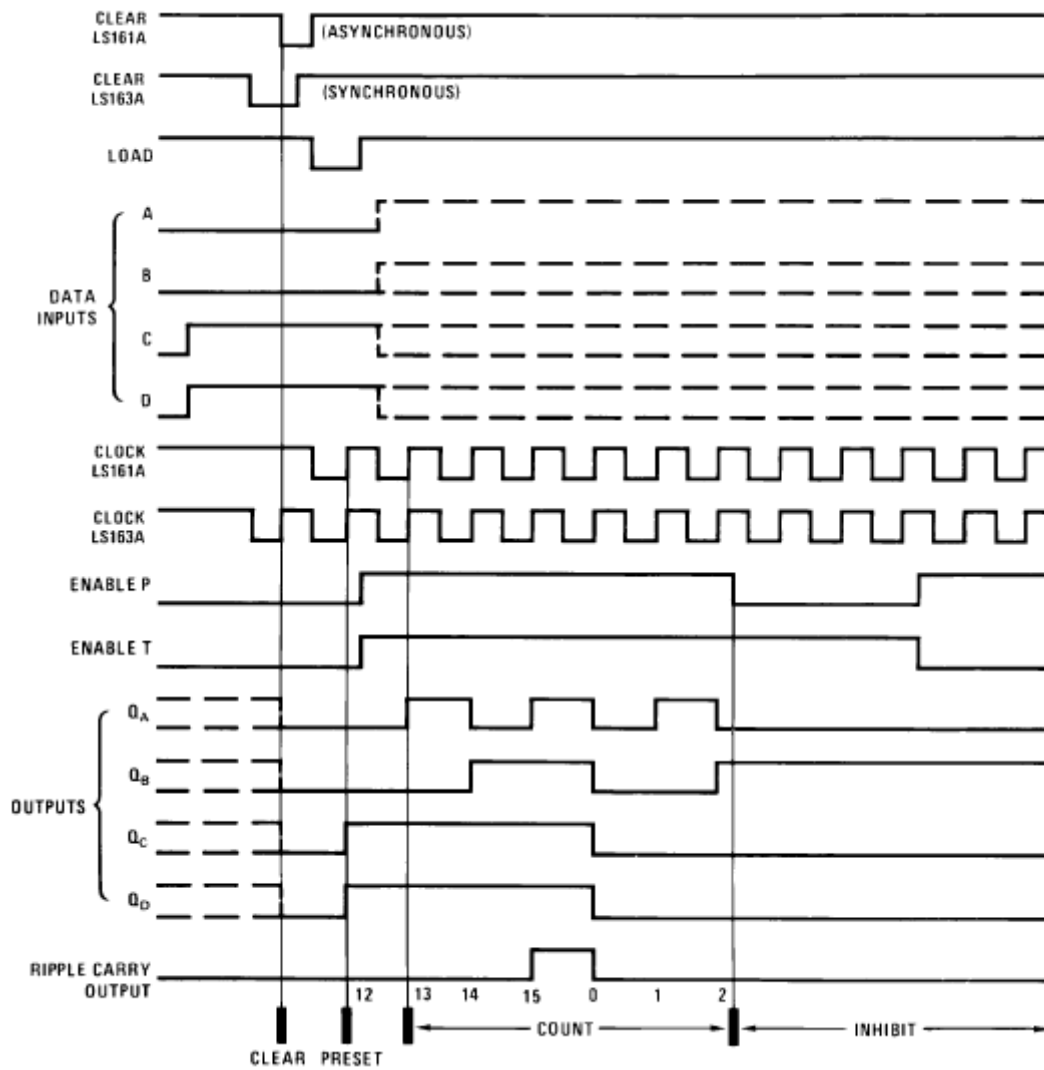 CLEAR
LS161A
(ASYNCHRONOUS)
CLEAR
LS163A
(SYNCHRONOUS)
LOAD
A
B
DATA
INPUTS
C
D
CLOCK
LS161A
CLOCK
LS163A
ENABLE P
ENABLE T
QA
QB
OUTPUTS
QC
QD
RIPPLE CARRY
OUTPUT
12 13 14 15 0 1 2
COUNT
INHIBIT
CLEAR PRESET